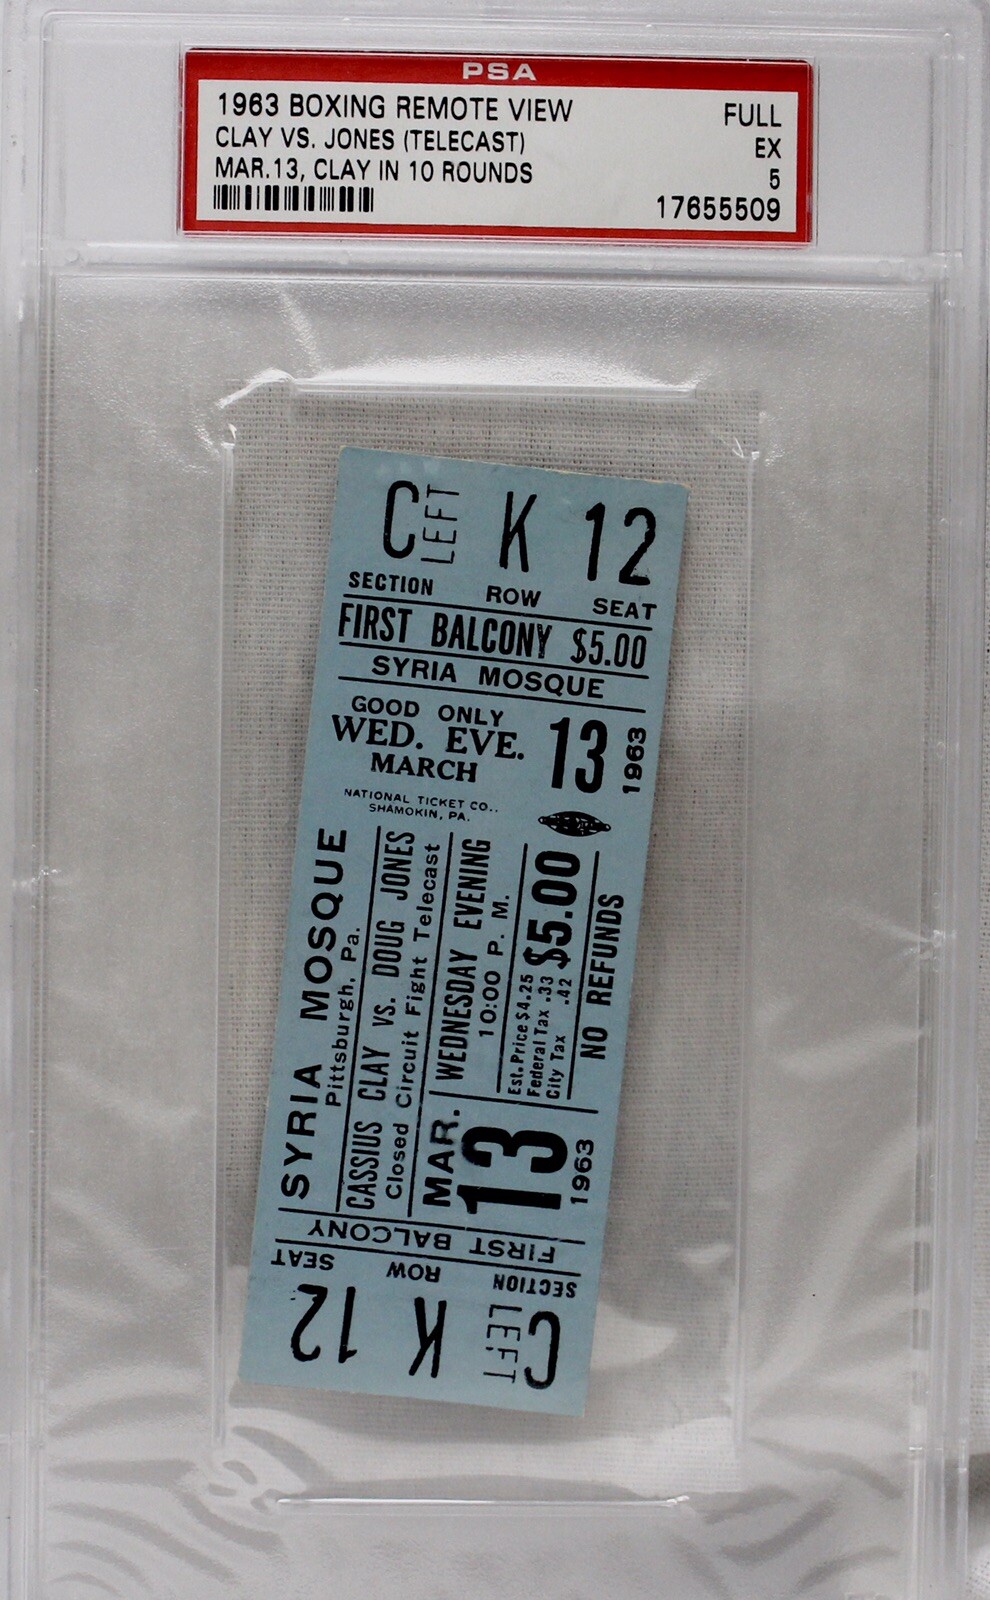 PSA
1963 BOXING REMOTE VIEW FULL
CLAY VS. JONES (TELECAST) EX
MAR.13, CLAY IN 10 ROUNDS 5
17655509
C LEFT K 12
SECTION ROW SEAT
FIRST BALCONY $5.00
SYRIA MOSQUE
GOOD ONLY
WED. EVE. 13 1963
MARCH
NATIONAL TICKET CO..
SHAMOKIN, PA.
SYRIA MOSQUE
Pittsburgh, Pa.
CASSIUS CLAY VS. DOUG JONES
Closed Circuit Fight Telecast
MAR. 13 1963
WEDNESDAY EVENING
10:00 P. M.
Est. Price $4.25
Federal Tax .33
City Tax .42
$5.00
NO REFUNDS
FIRST BALCONY
SECTION ROW SEAT
C LEFT K 12